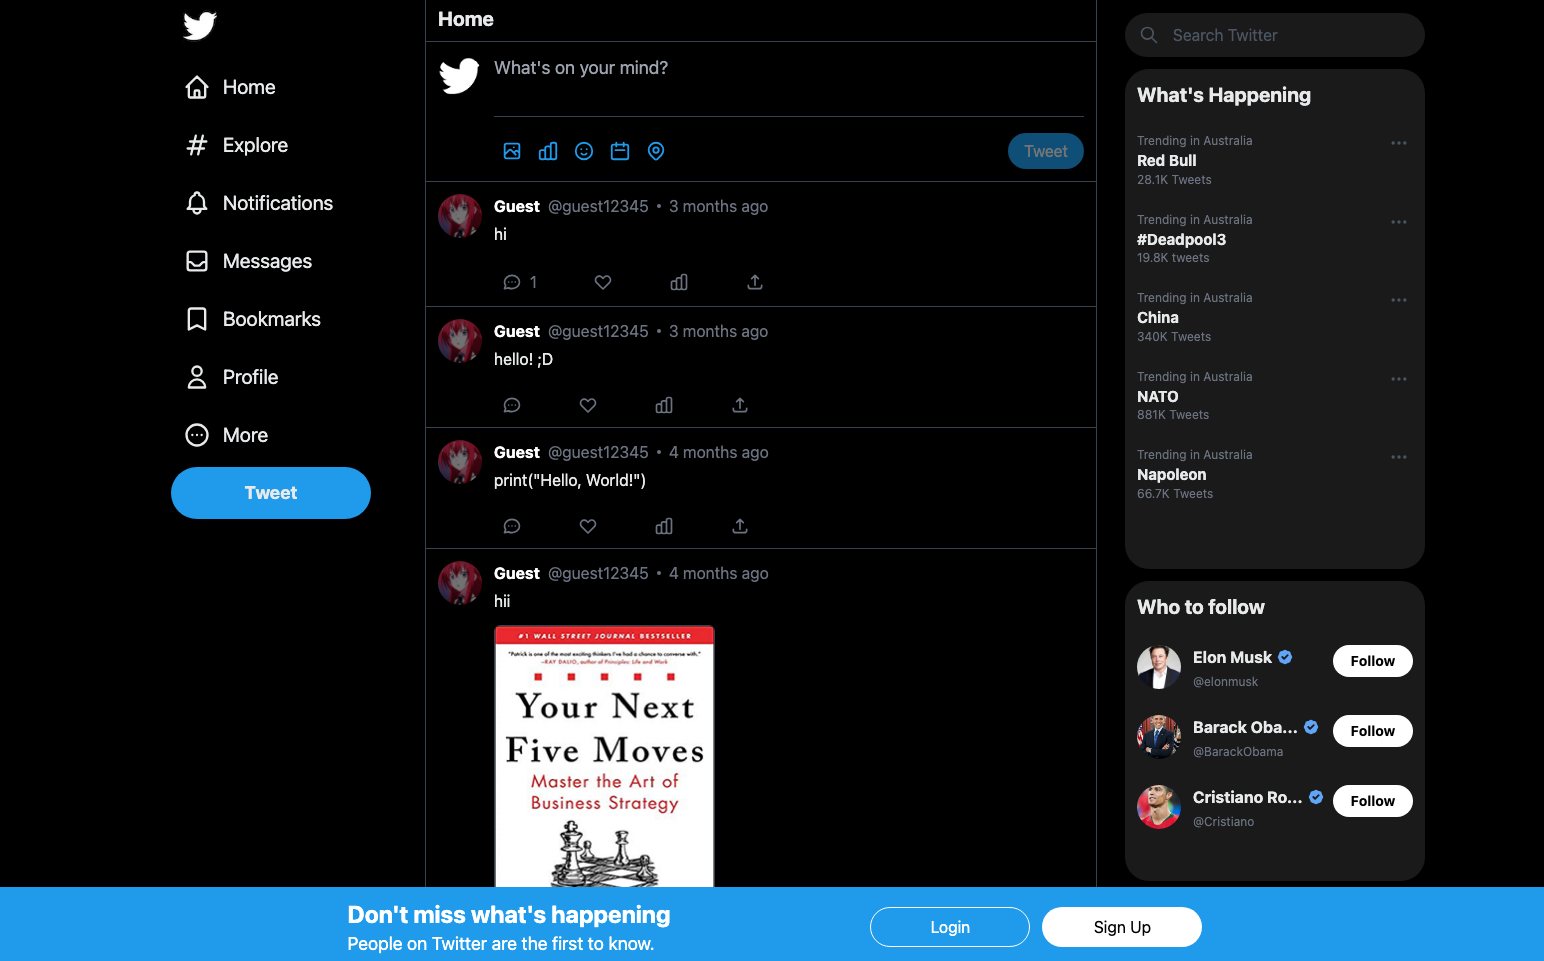 Home
Explore
Notifications
Messages
Bookmarks
Profile
More
Tweet
Home
What's on your mind?
Tweet
Guest @guest12345 • 3 months ago
hi
1
Guest @guest12345 • 3 months ago
hello! ;D
Guest @guest12345 • 4 months ago
print("Hello, World!")
Guest @guest12345 • 4 months ago
hii
#1 WALL STREET JOURNAL BESTSELLER
"Patrick is one of the most exciting thinkers I've had a chance to converse with."
—RAY DALIO, author of Principles: Life and Work
Your Next
Five Moves
Master the Art of
Business Strategy
Search Twitter
What's Happening
Trending in Australia
Red Bull
28.1K Tweets
Trending in Australia
#Deadpool3
19.8K tweets
Trending in Australia
China
340K Tweets
Trending in Australia
NATO
881K Tweets
Trending in Australia
Napoleon
66.7K Tweets
Who to follow
Elon Musk
@elonmusk
Follow
Barack Oba...
@BarackObama
Follow
Cristiano Ro...
@Cristiano
Follow
Don't miss what's happening
People on Twitter are the first to know.
Login
Sign Up